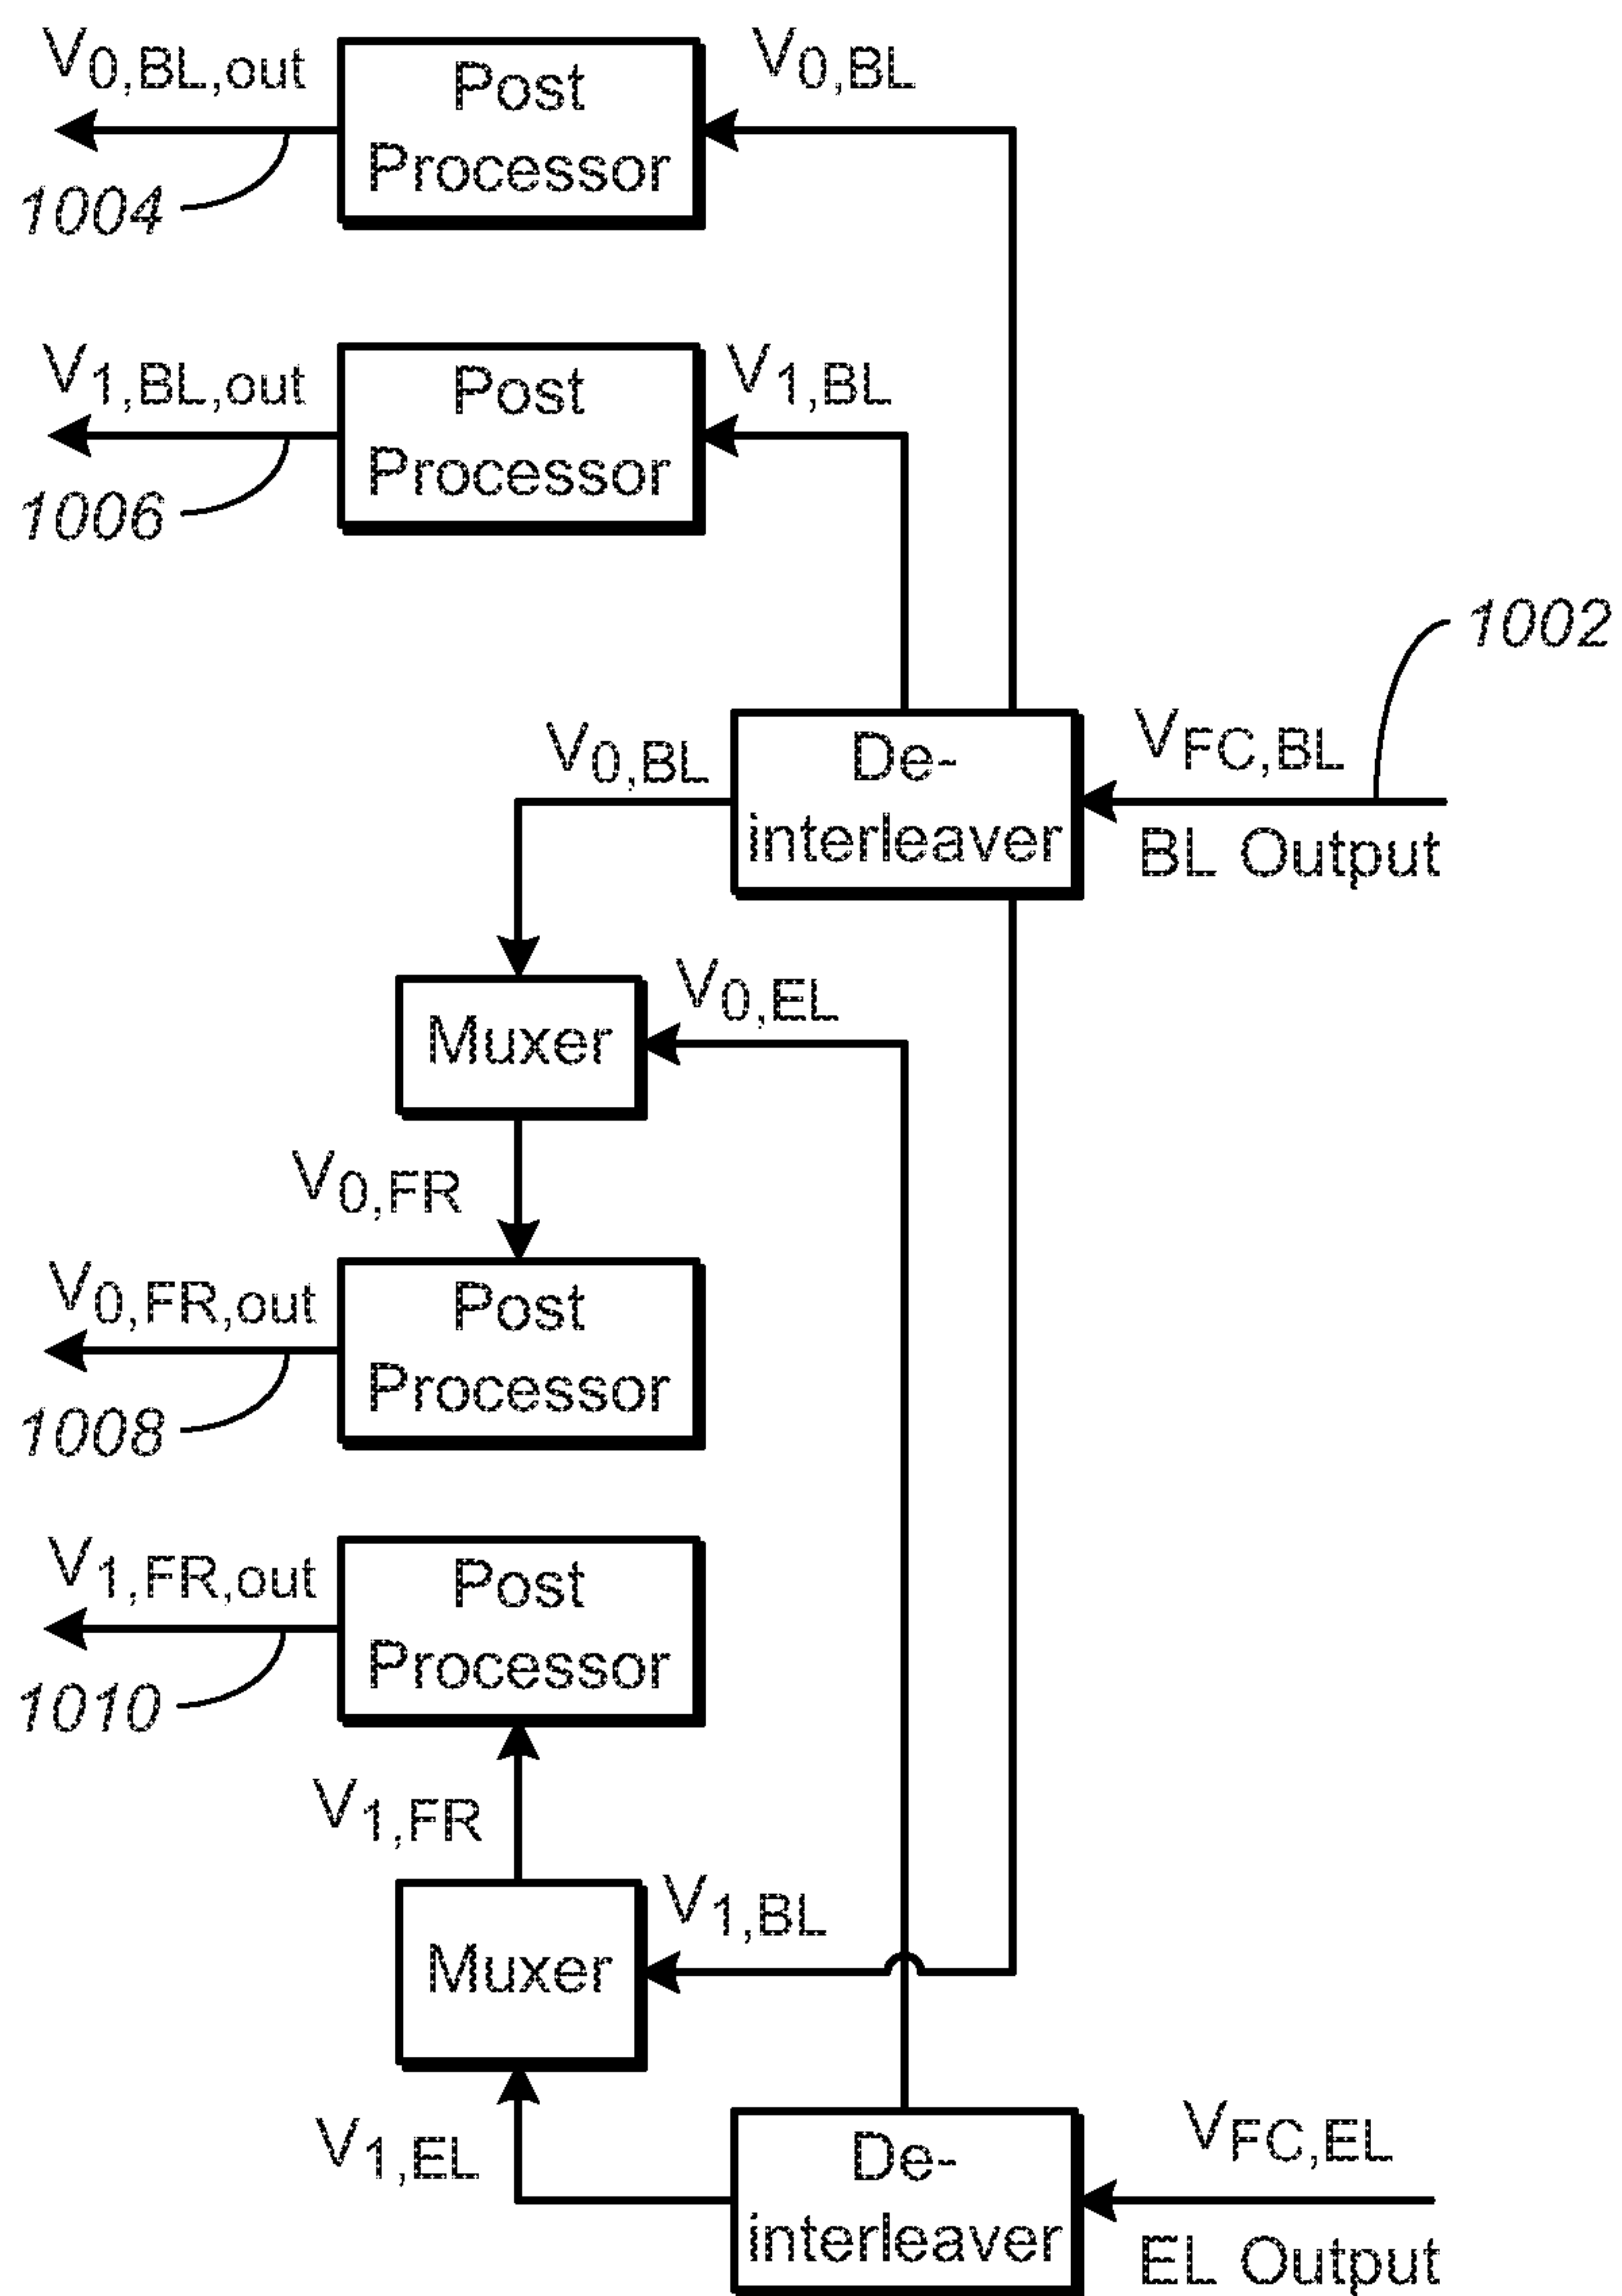 V0,BL,out
Post
Processor
V0,BL
1004
V1,BL,out
Post
Processor
V1,BL
1006
1002
V0,BL
De-
interleaver
VFC,BL
BL Output
Muxer
V0,EL
V0,FR
V0,FR,out
Post
Processor
1008
V1,FR,out
Post
Processor
1010
V1,FR
Muxer
V1,BL
V1,EL
De-
interleaver
VFC,EL
EL Output